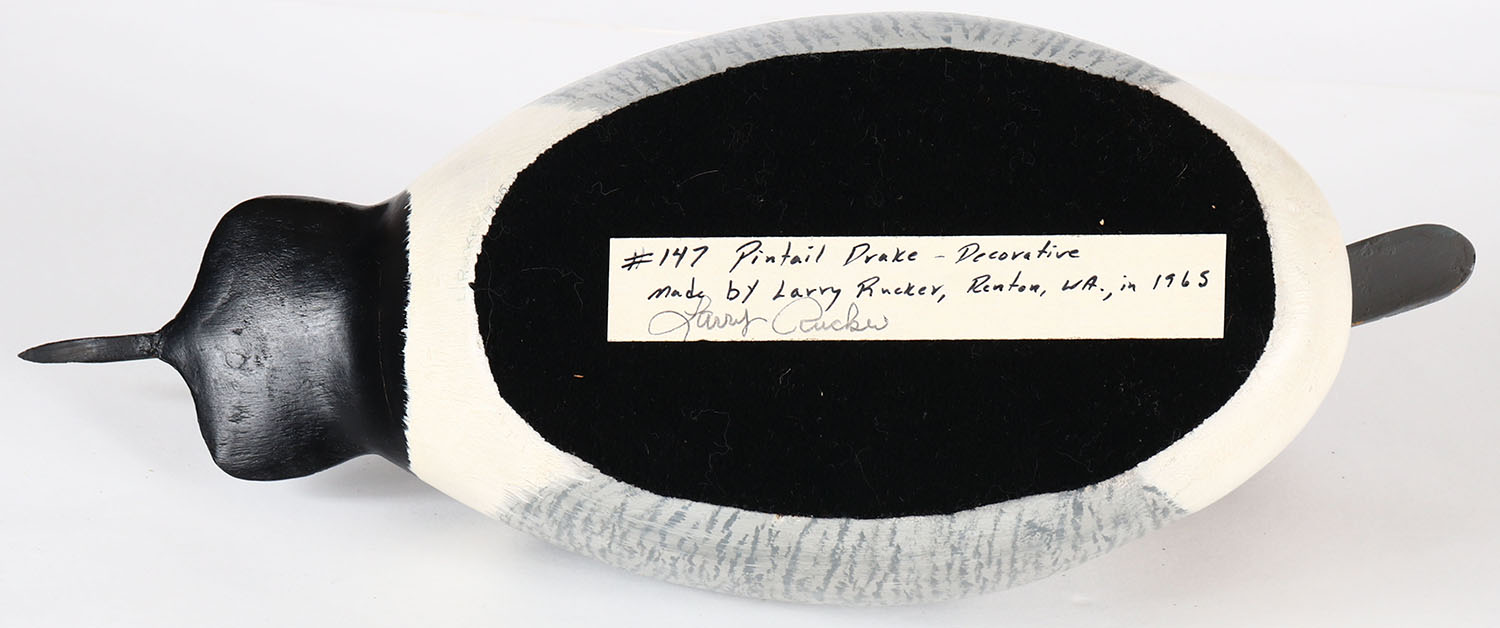 #147 Pintail Drake – Decorative
made by Larry Rucker, Renton, WA., in 1965
Larry Rucker